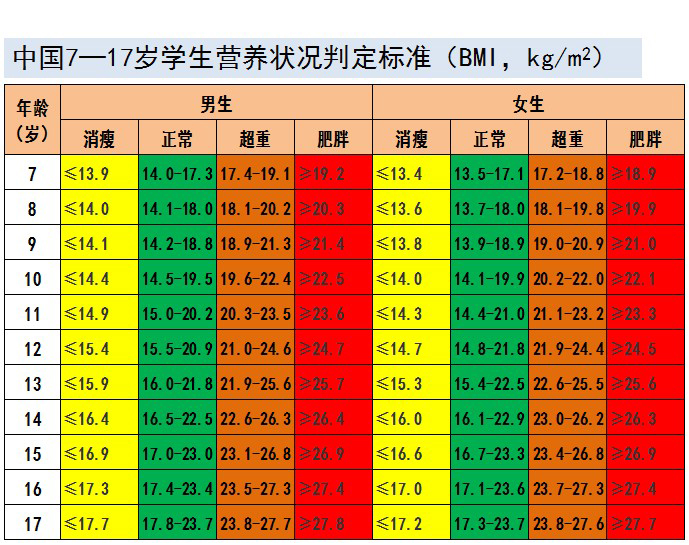 中国7—17岁学生营养状况判定标准（BMI，kg/m²）
年龄（岁） 男生 女生
消瘦 正常 超重 肥胖 消瘦 正常 超重 肥胖
7 ≤13.9 14.0-17.3 17.4-19.1 ≥19.2 ≤13.4 13.5-17.1 17.2-18.8 ≥18.9
8 ≤14.0 14.1-18.0 18.1-20.2 ≥20.3 ≤13.6 13.7-18.0 18.1-19.8 ≥19.9
9 ≤14.1 14.2-18.8 18.9-21.3 ≥21.4 ≤13.8 13.9-18.9 19.0-20.9 ≥21.0
10 ≤14.4 14.5-19.5 19.6-22.4 ≥22.5 ≤14.0 14.1-19.9 20.2-22.0 ≥22.1
11 ≤14.9 15.0-20.2 20.3-23.5 ≥23.6 ≤14.3 14.4-21.0 21.1-23.2 ≥23.3
12 ≤15.4 15.5-20.9 21.0-24.6 ≥24.7 ≤14.7 14.8-21.8 21.9-24.4 ≥24.5
13 ≤15.9 16.0-21.8 21.9-25.6 ≥25.7 ≤15.3 15.4-22.5 22.6-25.5 ≥25.6
14 ≤16.4 16.5-22.5 22.6-26.3 ≥26.4 ≤16.0 16.1-22.9 23.0-26.2 ≥26.3
15 ≤16.9 17.0-23.0 23.1-26.8 ≥26.9 ≤16.6 16.7-23.3 23.4-26.8 ≥26.9
16 ≤17.3 17.4-23.4 23.5-27.3 ≥27.4 ≤17.0 17.1-23.6 23.7-27.3 ≥27.4
17 ≤17.7 17.8-23.7 23.8-27.7 ≥27.8 ≤17.2 17.3-23.7 23.8-27.6 ≥27.7